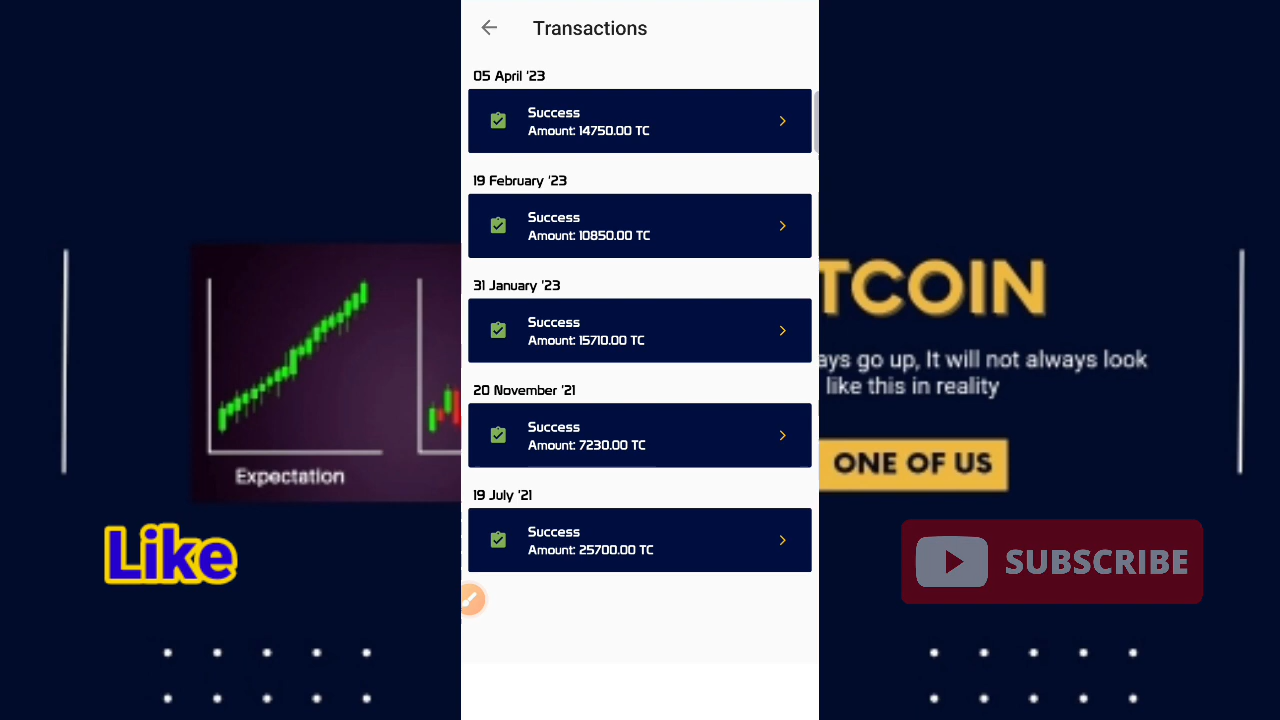 Transactions
05 April '23
Success
Amount: 14750.00 TC
19 February '23
Success
Amount: 10850.00 TC
31 January '23
Success
Amount: 15710.00 TC
20 November '21
Success
Amount: 7230.00 TC
19 July '21
Success
Amount: 25700.00 TC
Expectation
Like
TCOIN
ays go up, It will not always look
like this in reality
ONE OF US
SUBSCRIBE